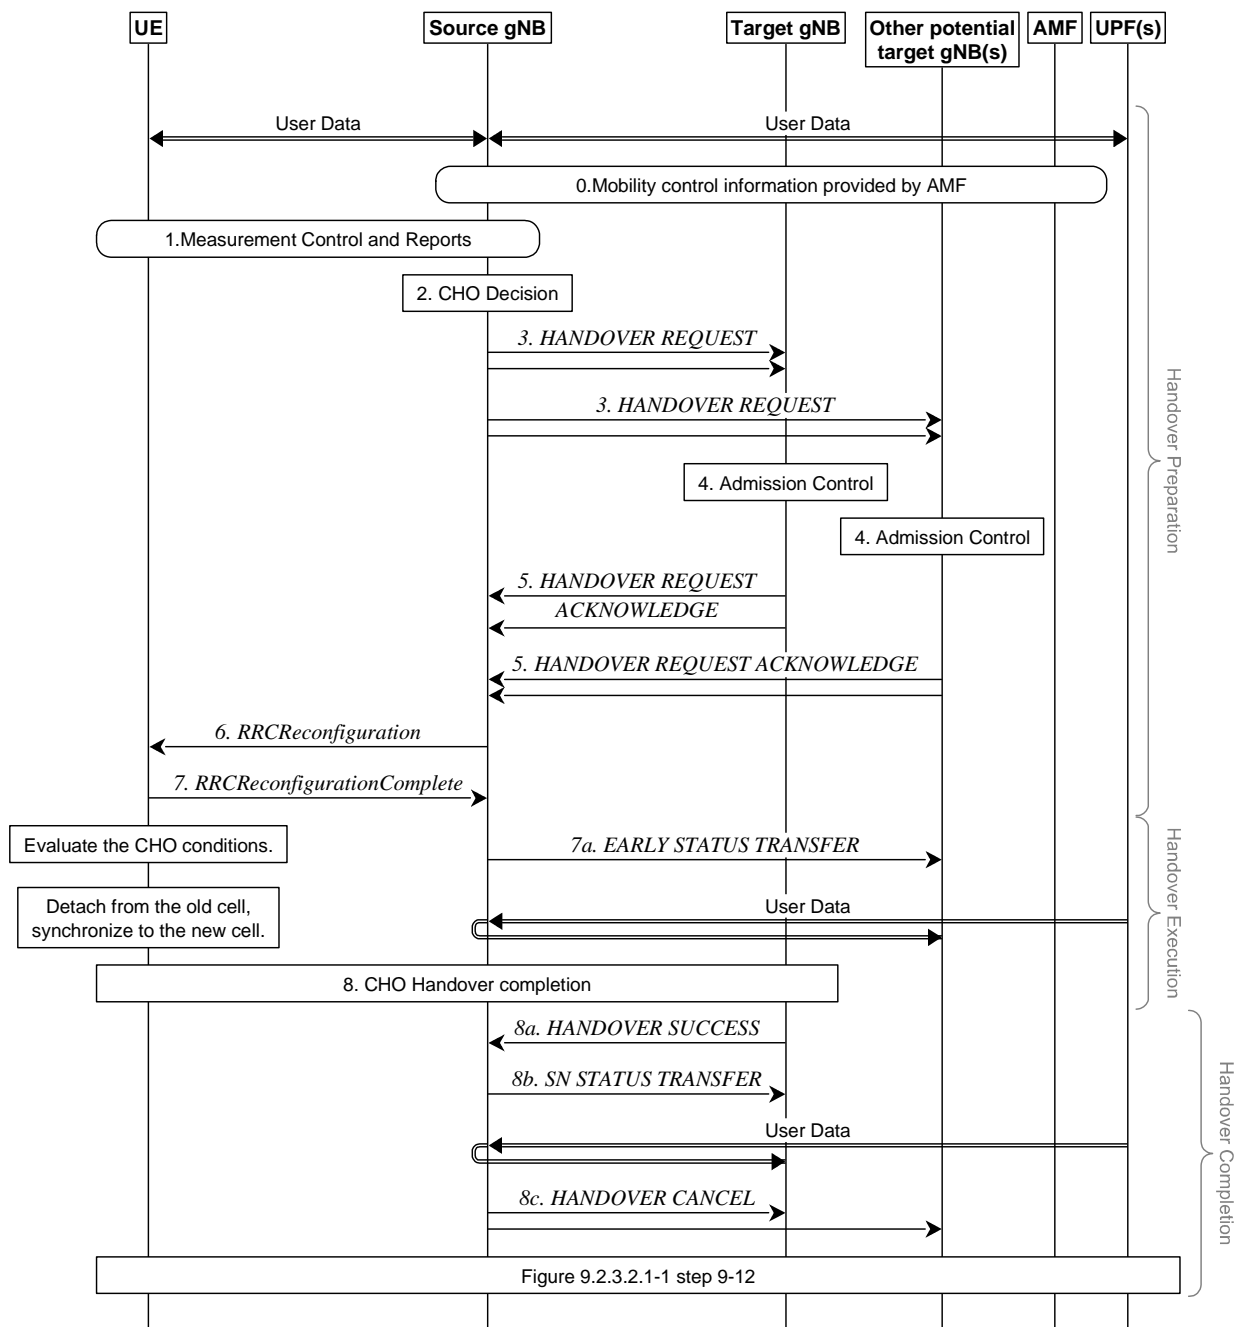 UE
Source gNB
Target gNB
Other potential
target gNB(s)
AMF
UPF(s)
User Data
User Data
0.Mobility control information provided by AMF
1.Measurement Control and Reports
2. CHO Decision
3. HANDOVER REQUEST
3. HANDOVER REQUEST
Handover Preparation
4. Admission Control
4. Admission Control
5. HANDOVER REQUEST
ACKNOWLEDGE
5. HANDOVER REQUEST ACKNOWLEDGE
6. RRCReconfiguration
7. RRCReconfigurationComplete
Evaluate the CHO conditions.
7a. EARLY STATUS TRANSFER
Handover Execution
Detach from the old cell,
synchronize to the new cell.
User Data
8. CHO Handover completion
8a. HANDOVER SUCCESS
8b. SN STATUS TRANSFER
User Data
Handover Completion
8c. HANDOVER CANCEL
Figure 9.2.3.2.1-1 step 9-12